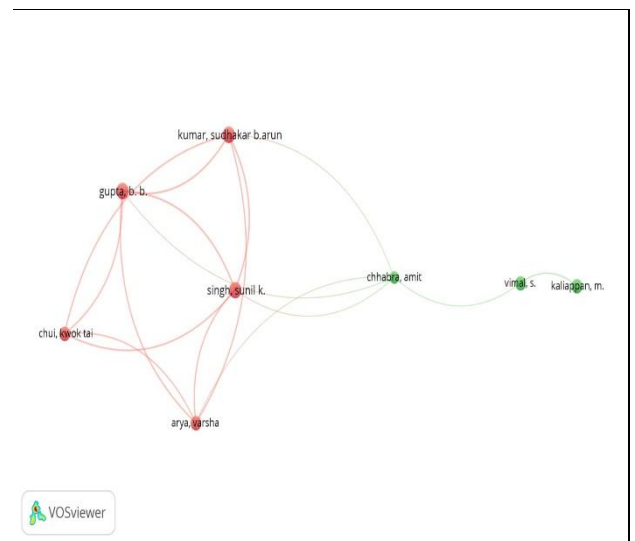 kumar, sudhakar b.arun
gupta, b. b.
singh, sunil k.
chhabra, amit
vimal. s.
kaliappan, m.
chui, kwok tai
arya, varsha
VOSviewer